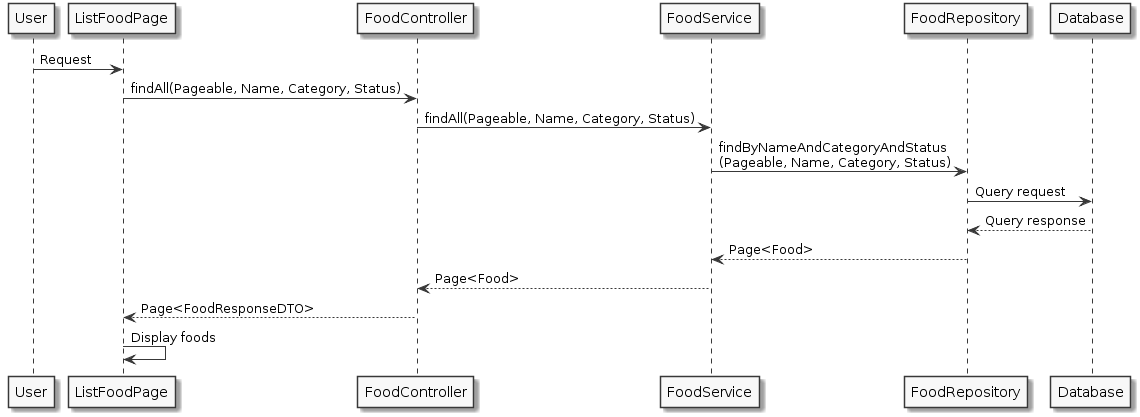 User ListFoodPage FoodController FoodService FoodRepository Database
Request
findAll(Pageable, Name, Category, Status)
findAll(Pageable, Name, Category, Status)
findByNameAndCategoryAndStatus
(Pageable, Name, Category, Status)
Query request
Query response
Page<Food>
Page<Food>
Page<FoodResponseDTO>
Display foods
User ListFoodPage FoodController FoodService FoodRepository Database